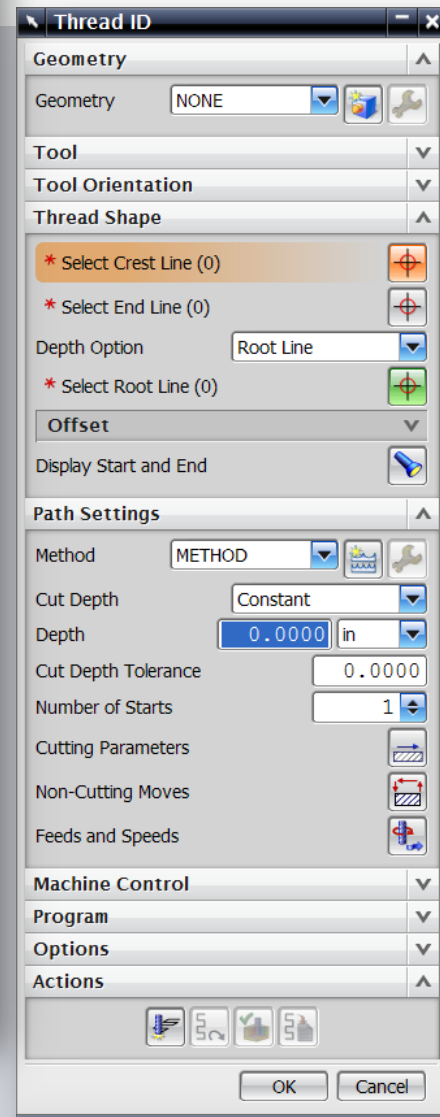 Thread ID
Geometry
Geometry NONE
Tool
Tool Orientation
Thread Shape
* Select Crest Line (0)
* Select End Line (0)
Depth Option Root Line
* Select Root Line (0)
Offset
Display Start and End
Path Settings
Method METHOD
Cut Depth Constant
Depth 0.0000 in
Cut Depth Tolerance 0.0000
Number of Starts 1
Cutting Parameters
Non-Cutting Moves
Feeds and Speeds
Machine Control
Program
Options
Actions
OK Cancel